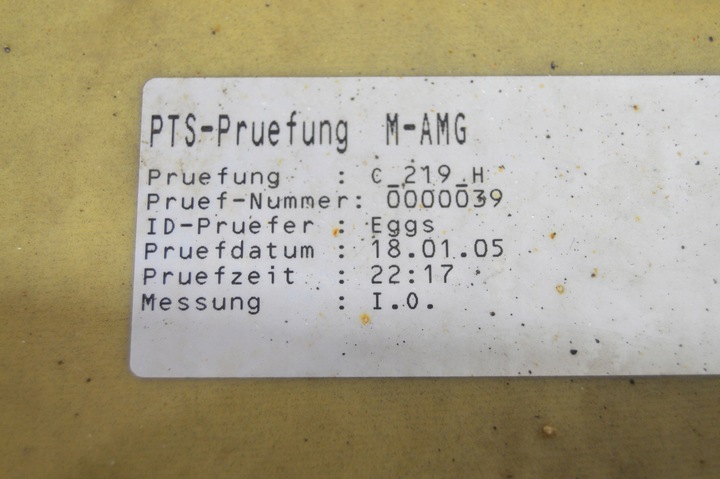 PTS-Pruefung M-AMG
Pruefung : C_219_H
Pruef-Nummer: 0000039
ID-Pruefer : Eggs
Pruefdatum : 18.01.05
Pruefzeit : 22:17
Messung : I.O.